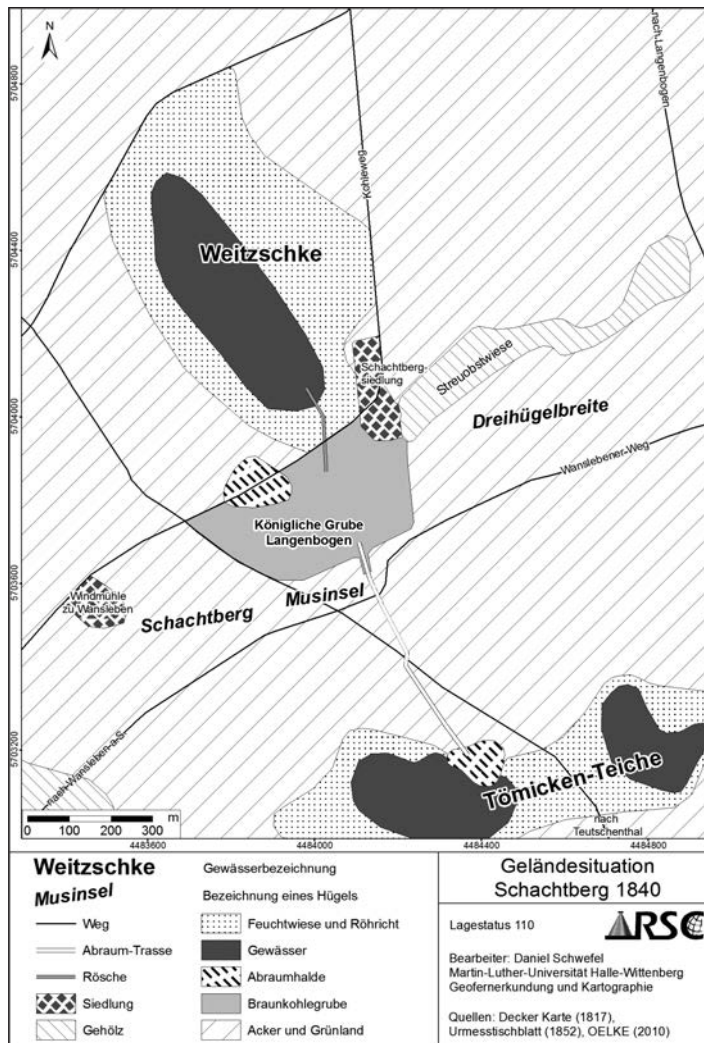 N
5704800
5704400
5704000
5703600
5703200
nach Langenbogen
Kohleweg
Weitzschke
Schachtberg-
siedlung
Streuobstwiese
Dreihügelbreite
Wanslebener-Weg
Königliche Grube
Langenbogen
Windmühle
zu Wansleben
Schachtberg
Musinsel
nach Wansleben a.S.
Tömicken-Teiche
nach
Teutschenthal
0 100 200 300 m
4483600 4484000 4484400 4484800
Weitzschke Gewässerbezeichnung
Musinsel Bezeichnung eines Hügels
Weg
Abraum-Trasse
Rösche
Siedlung
Gehölz
Feuchtwiese und Röhricht
Gewässer
Abraumhalde
Braunkohlegrube
Acker und Grünland
Geländesituation
Schachtberg 1840
Lagestatus 110
ARSC
Bearbeiter: Daniel Schwefel
Martin-Luther-Universität Halle-Wittenberg
Geofernerkundung und Kartographie
Quellen: Decker Karte (1817),
Urmesstischblatt (1852), OELKE (2010)